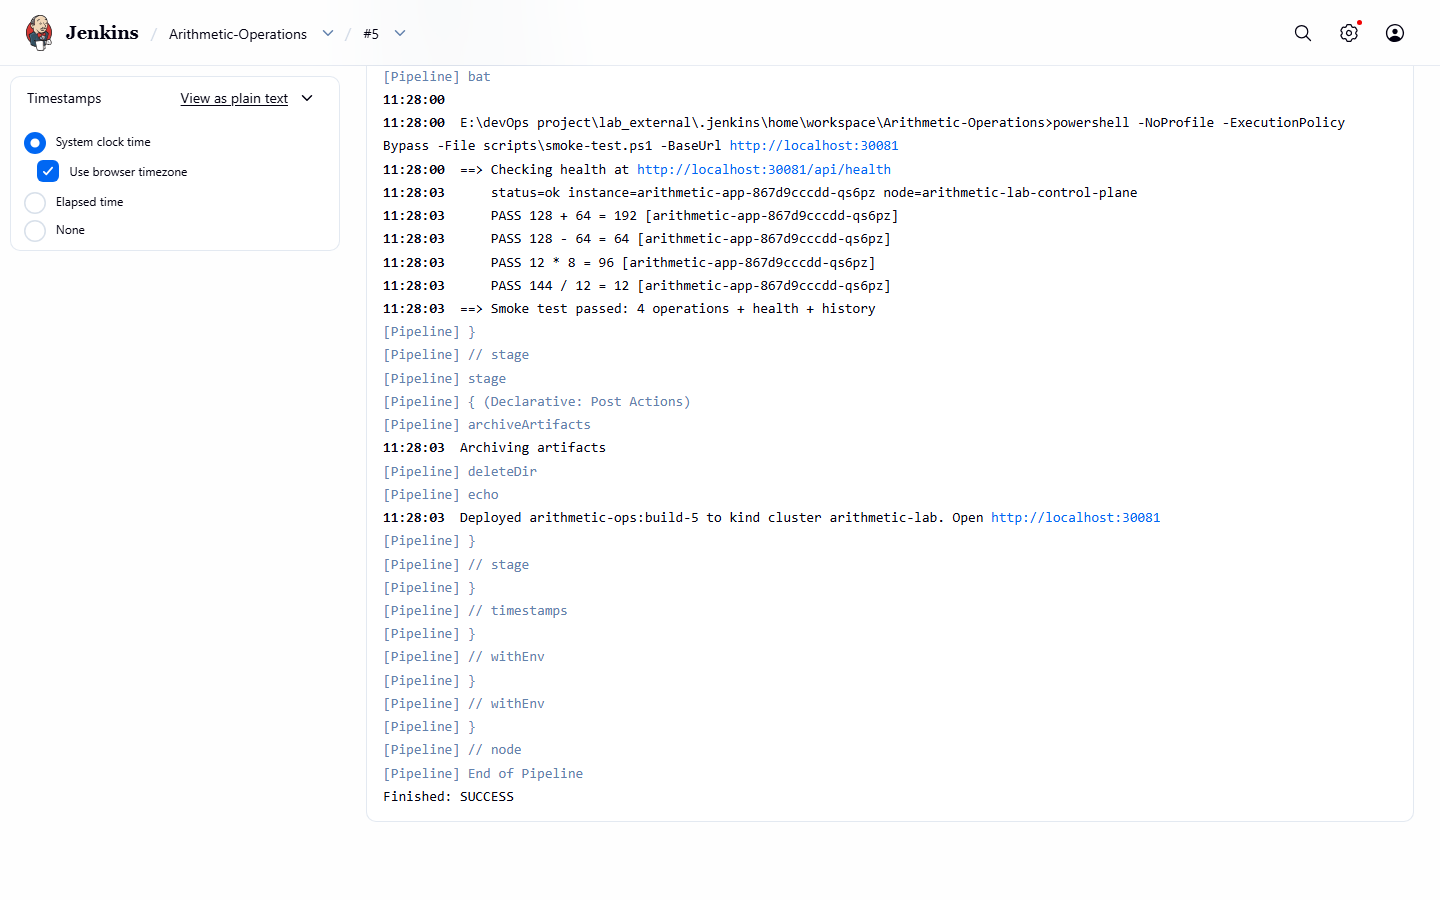 Jenkins / Arithmetic-Operations / #5
Timestamps View as plain text
System clock time
Use browser timezone
Elapsed time
None
[Pipeline] bat
11:28:00
11:28:00 E:\devOps project\lab_external\.jenkins\home\workspace\Arithmetic-Operations>powershell -NoProfile -ExecutionPolicy
Bypass -File scripts\smoke-test.ps1 -BaseUrl http://localhost:30081
11:28:00 ==> Checking health at http://localhost:30081/api/health
11:28:03 status=ok instance=arithmetic-app-867d9cccdd-qs6pz node=arithmetic-lab-control-plane
11:28:03 PASS 128 + 64 = 192 [arithmetic-app-867d9cccdd-qs6pz]
11:28:03 PASS 128 - 64 = 64 [arithmetic-app-867d9cccdd-qs6pz]
11:28:03 PASS 12 * 8 = 96 [arithmetic-app-867d9cccdd-qs6pz]
11:28:03 PASS 144 / 12 = 12 [arithmetic-app-867d9cccdd-qs6pz]
11:28:03 ==> Smoke test passed: 4 operations + health + history
[Pipeline] }
[Pipeline] // stage
[Pipeline] stage
[Pipeline] { (Declarative: Post Actions)
[Pipeline] archiveArtifacts
11:28:03 Archiving artifacts
[Pipeline] deleteDir
[Pipeline] echo
11:28:03 Deployed arithmetic-ops:build-5 to kind cluster arithmetic-lab. Open http://localhost:30081
[Pipeline] }
[Pipeline] // stage
[Pipeline] }
[Pipeline] // timestamps
[Pipeline] }
[Pipeline] // withEnv
[Pipeline] }
[Pipeline] // withEnv
[Pipeline] }
[Pipeline] // node
[Pipeline] End of Pipeline
Finished: SUCCESS